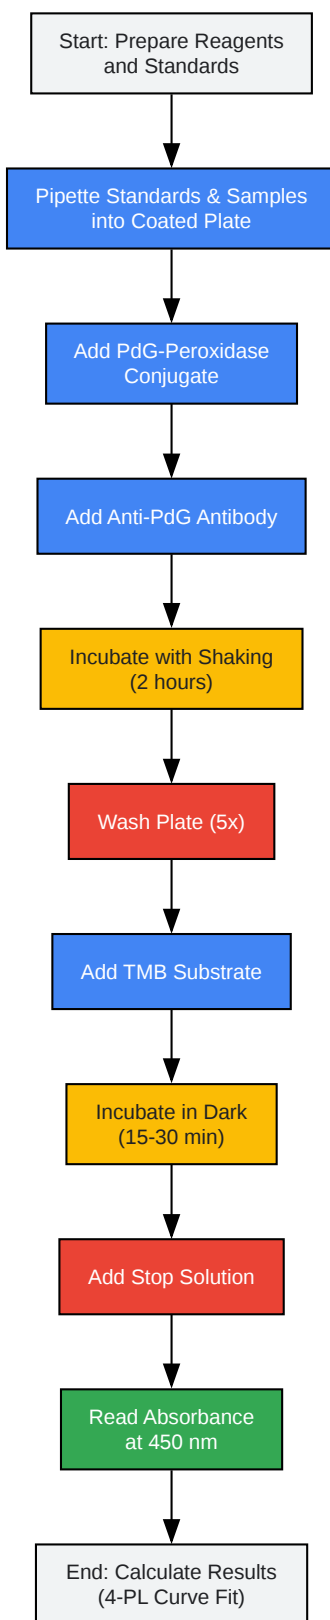 Start: Prepare Reagents
and Standards
Pipette Standards & Samples
into Coated Plate
Add PdG-Peroxidase
Conjugate
Add Anti-PdG Antibody
Incubate with Shaking
(2 hours)
Wash Plate (5x)
Add TMB Substrate
Incubate in Dark
(15-30 min)
Add Stop Solution
Read Absorbance
at 450 nm
End: Calculate Results
(4-PL Curve Fit)